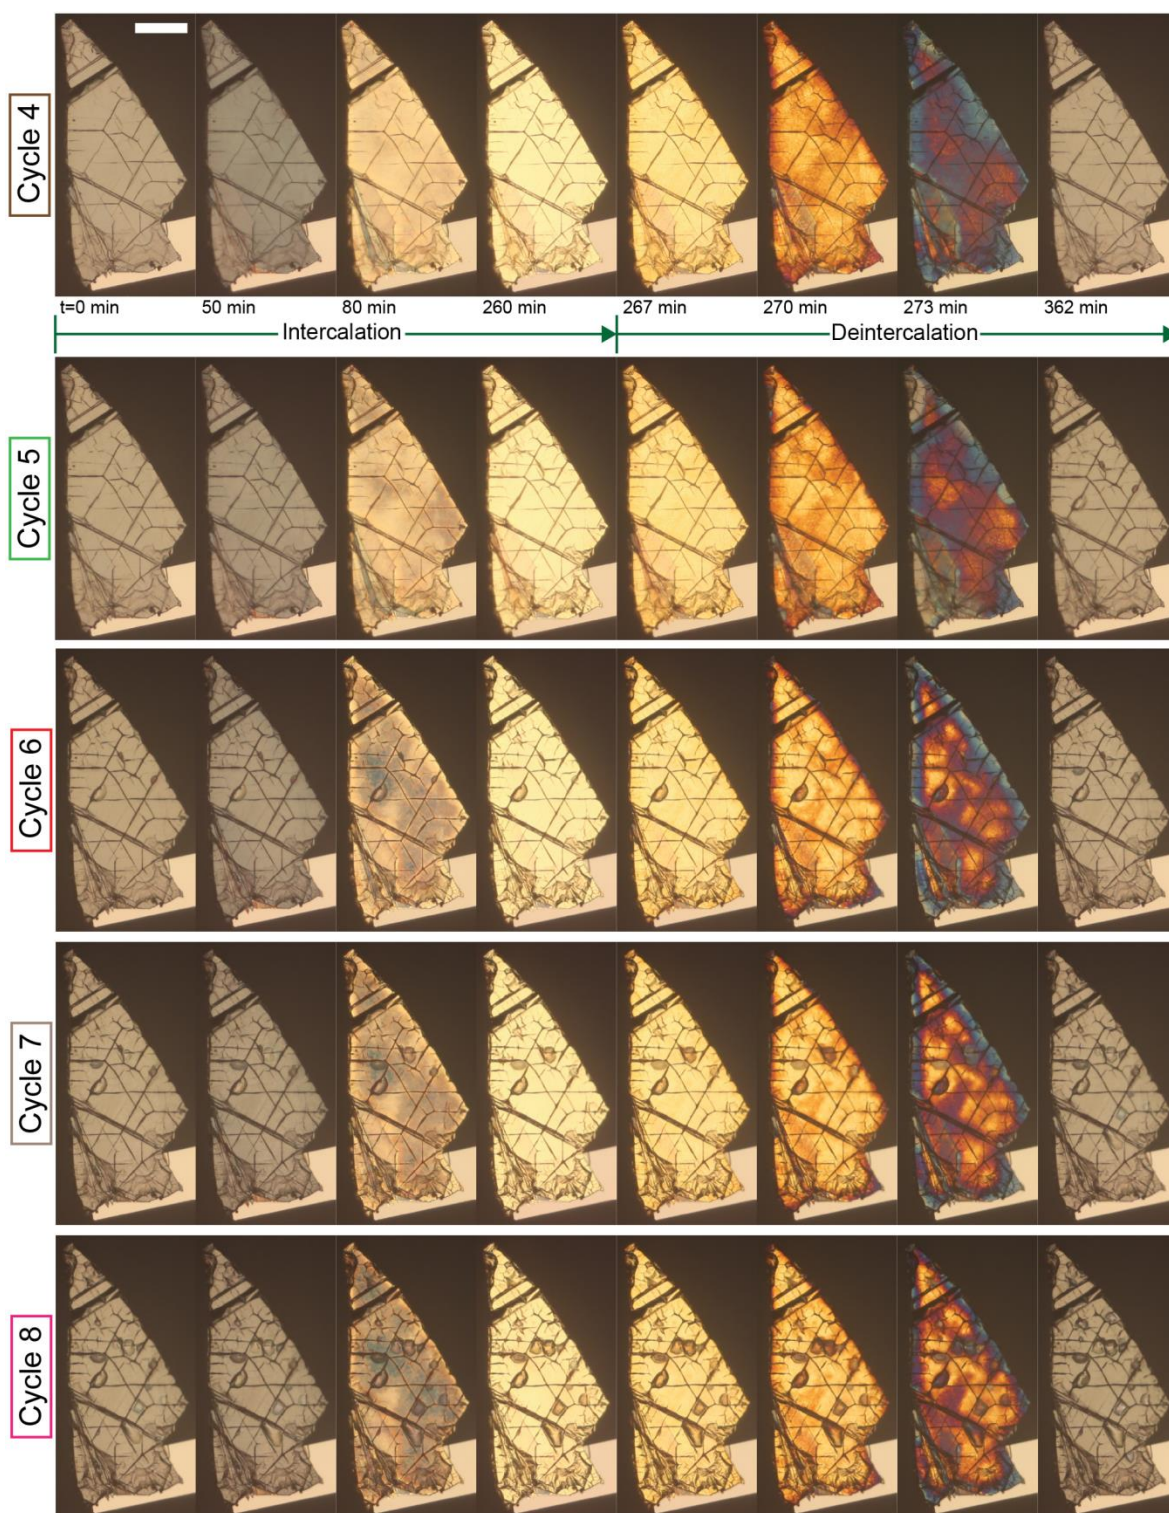 Cycle 4
t=0 min 50 min 80 min 260 min 267 min 270 min 273 min 362 min
Intercalation Deintercalation
Cycle 5
Cycle 6
Cycle 7
Cycle 8